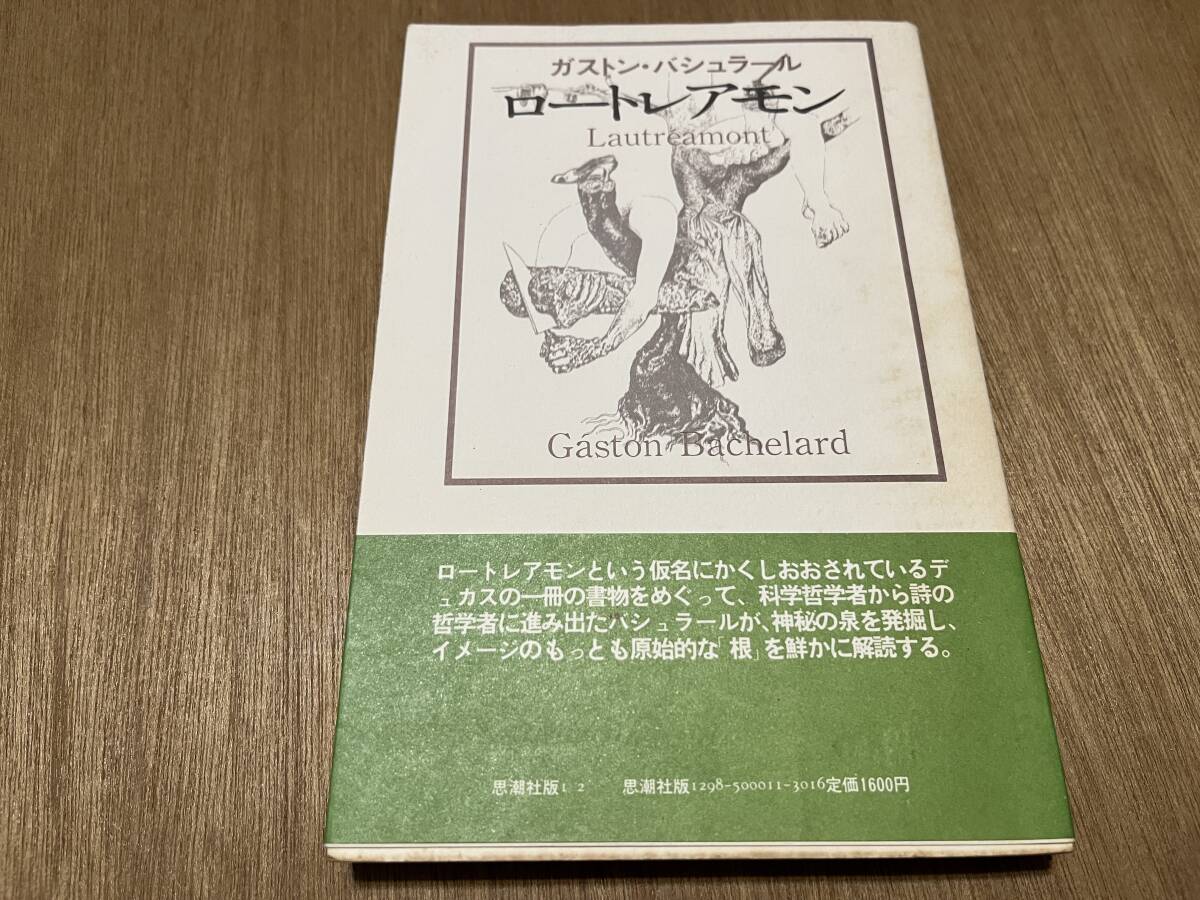 ガストン・バシュラール
ロートレアモン
Lautréamont
Gaston Bachelard
ロートレアモンという仮名にかくしおおされているデ
ュカスの一冊の書物をめぐって、科学哲学者から詩の
哲学者に進み出たバシュラールが、神秘の泉を発掘し、
イメージのもっとも原始的な「根」を鮮かに解読する。
思潮社版1 2 思潮社版1298-500011-3016定価1600円